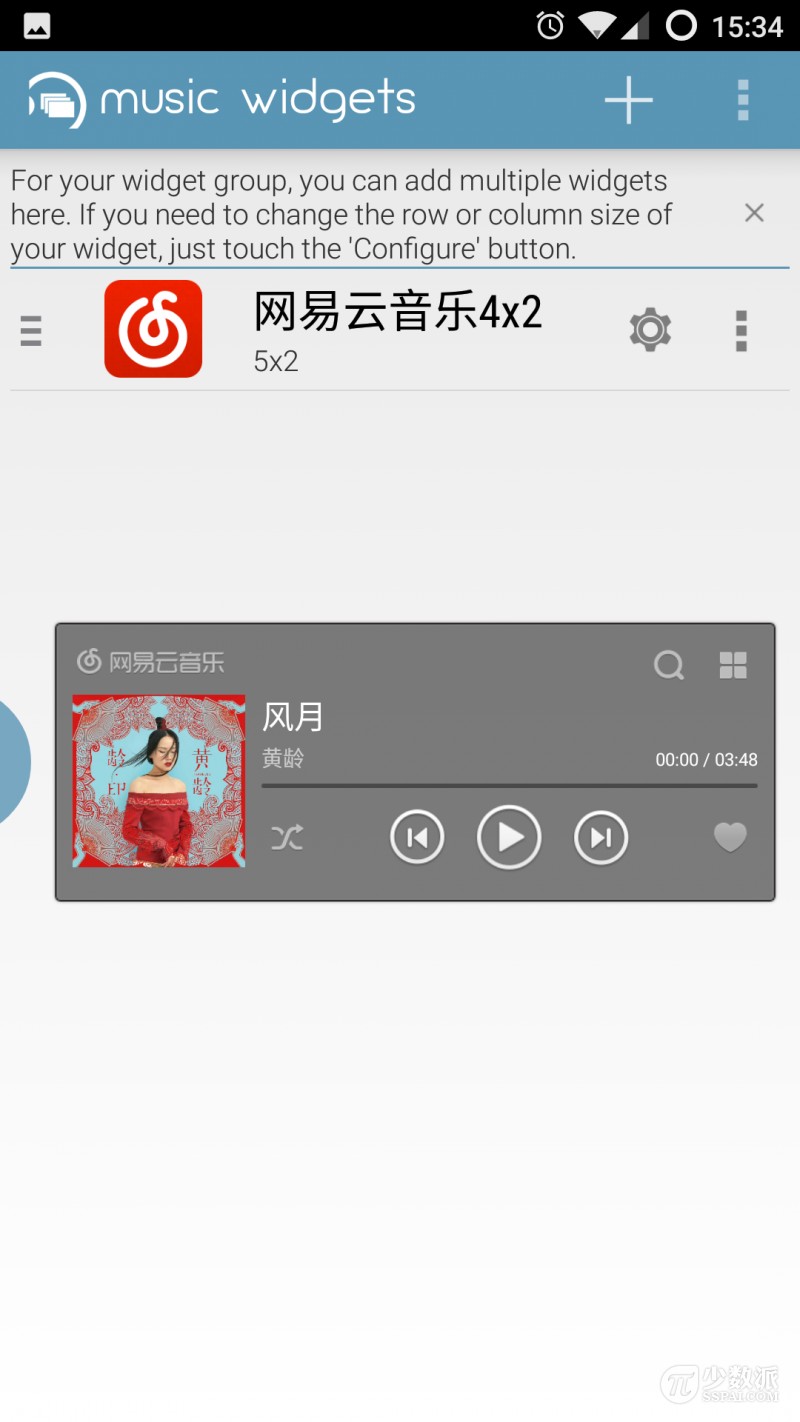 15:34
music widgets
For your widget group, you can add multiple widgets
here. If you need to change the row or column size of
your widget, just touch the 'Configure' button.
网易云音乐4x2
5x2
网易云音乐
风月
黄龄
00:00 / 03:48
黄龄
龄印
少数派
SSPAI.COM